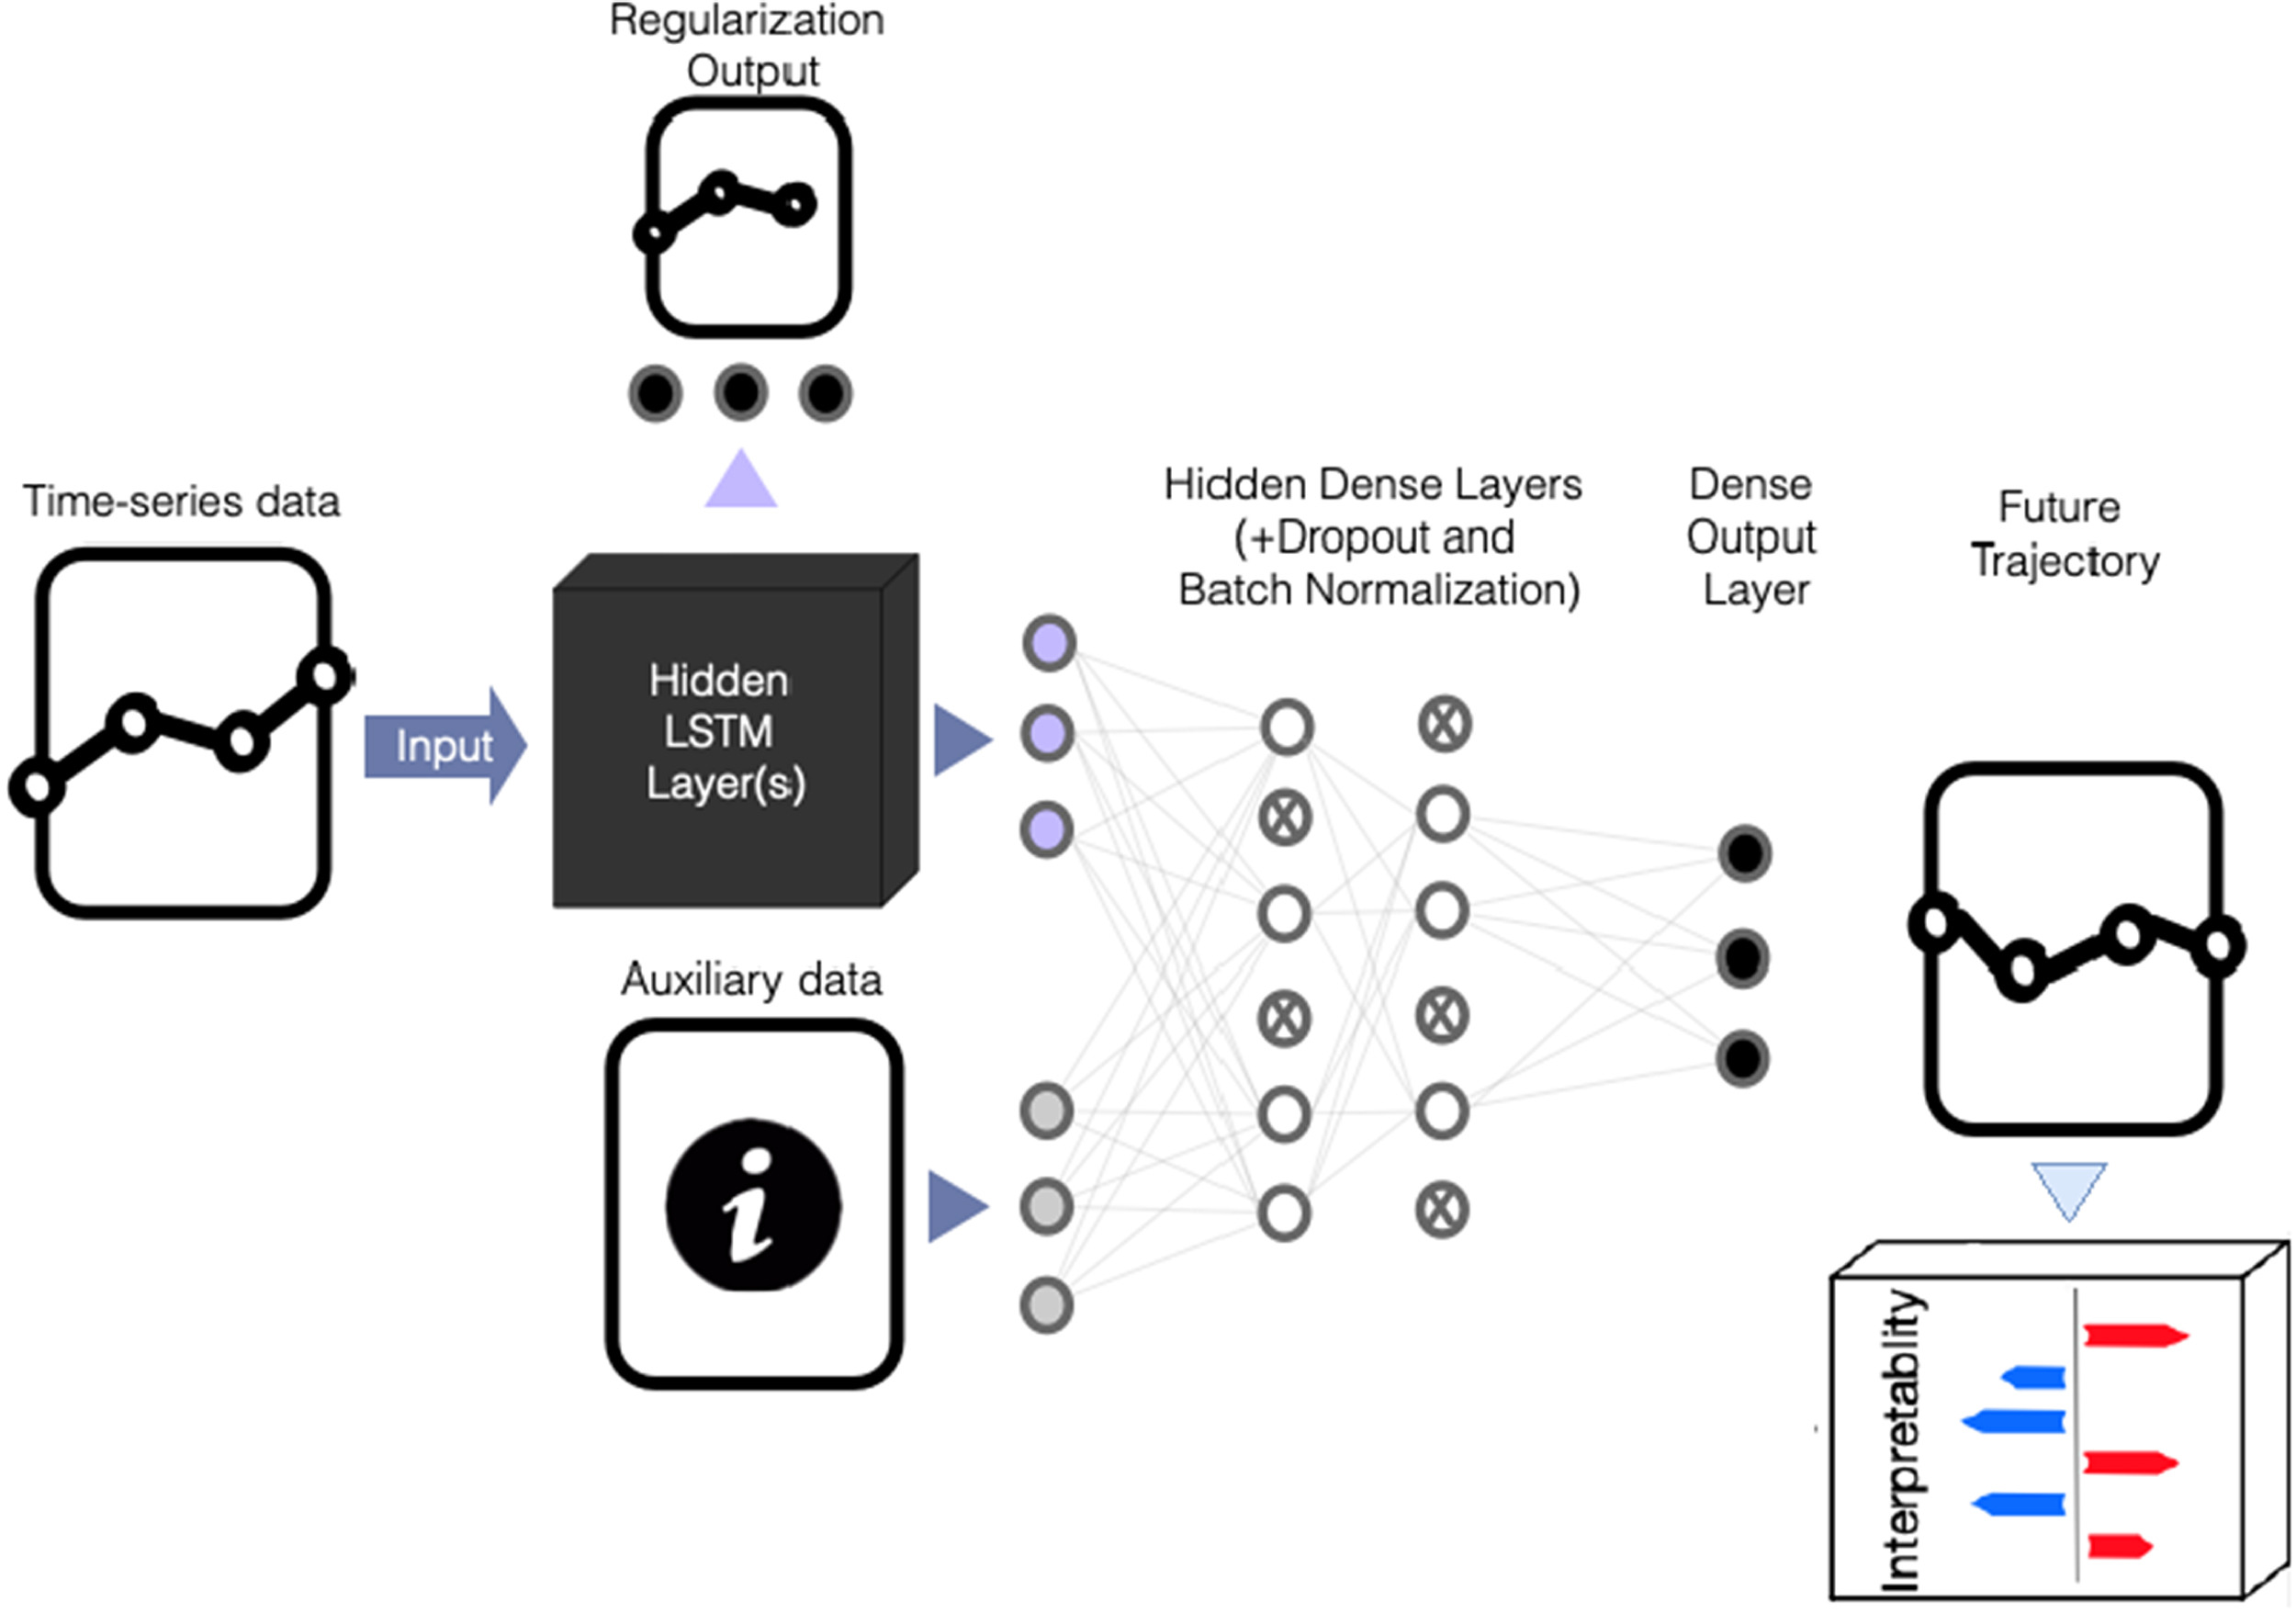 Regularization
Output
Time-series data
Input
Hidden
LSTM
Layer(s)
Hidden Dense Layers
(+Dropout and
Batch Normalization)
Dense
Output
Layer
Future
Trajectory
Auxiliary data
i
Interpretablity